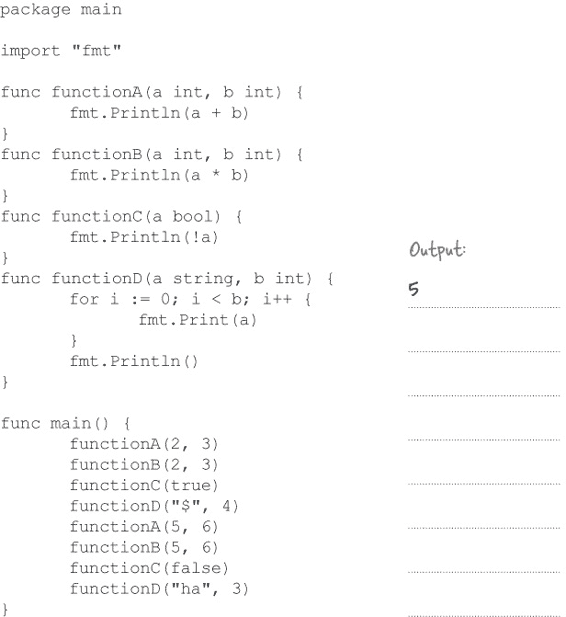 package main
import "fmt"
func functionA(a int, b int) {
fmt.Println(a + b)
}
func functionB(a int, b int) {
fmt.Println(a * b)
}
func functionC(a bool) {
fmt.Println(!a)
}
func functionD(a string, b int) {
for i := 0; i < b; i++ {
fmt.Print(a)
}
fmt.Println()
}
func main() {
functionA(2, 3)
functionB(2, 3)
functionC(true)
functionD("$", 4)
functionA(5, 6)
functionB(5, 6)
functionC(false)
functionD("ha", 3)
}
Output:
5